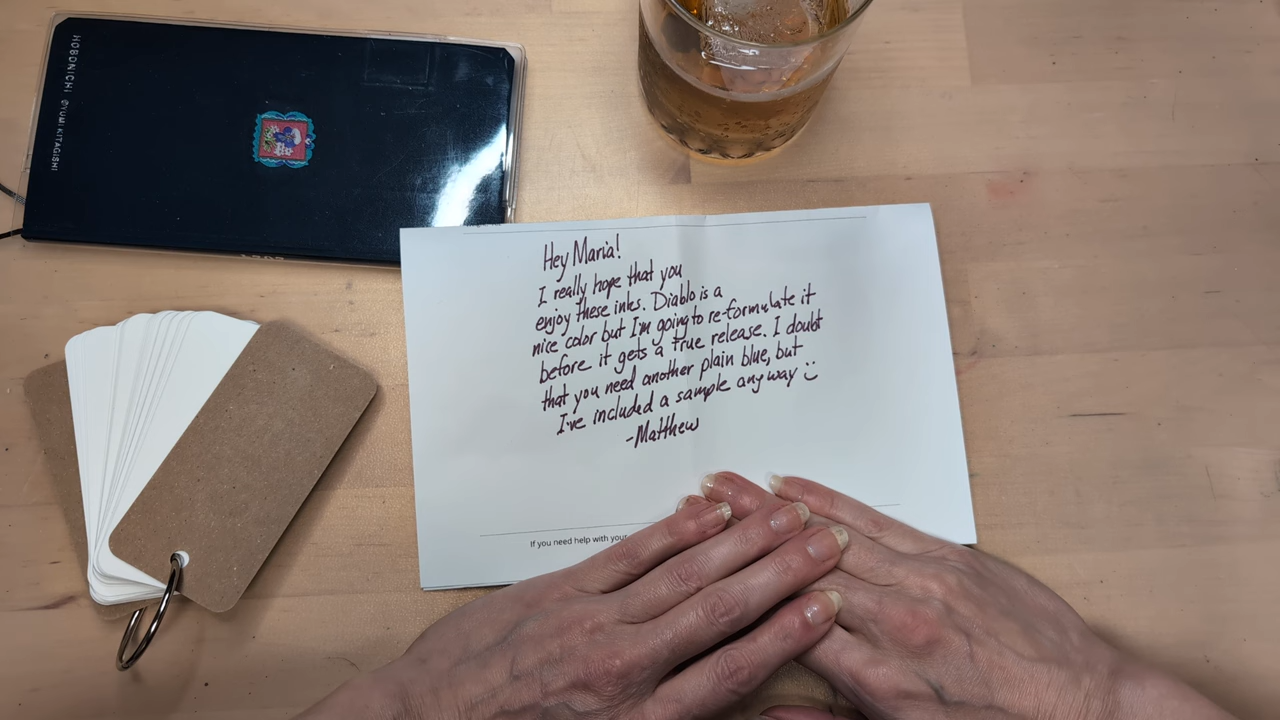 HOBONICHI @YUMI KITAGISHI
Hey Maria!
I really hope that you
enjoy these inks. Diablo is a
nice color but I'm going to re-formulate it
before it gets a true release. I doubt
that you need another plain blue, but
I've included a sample anyway :)
-Matthew
If you need help with your